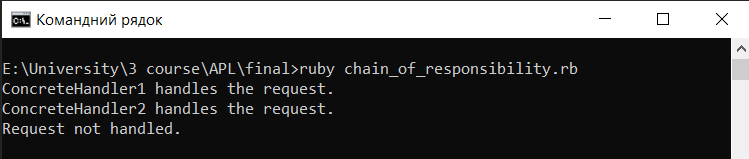 Командний рядок
E:\University\3 course\APL\final>ruby chain_of_responsibility.rb
ConcreteHandler1 handles the request.
ConcreteHandler2 handles the request.
Request not handled.